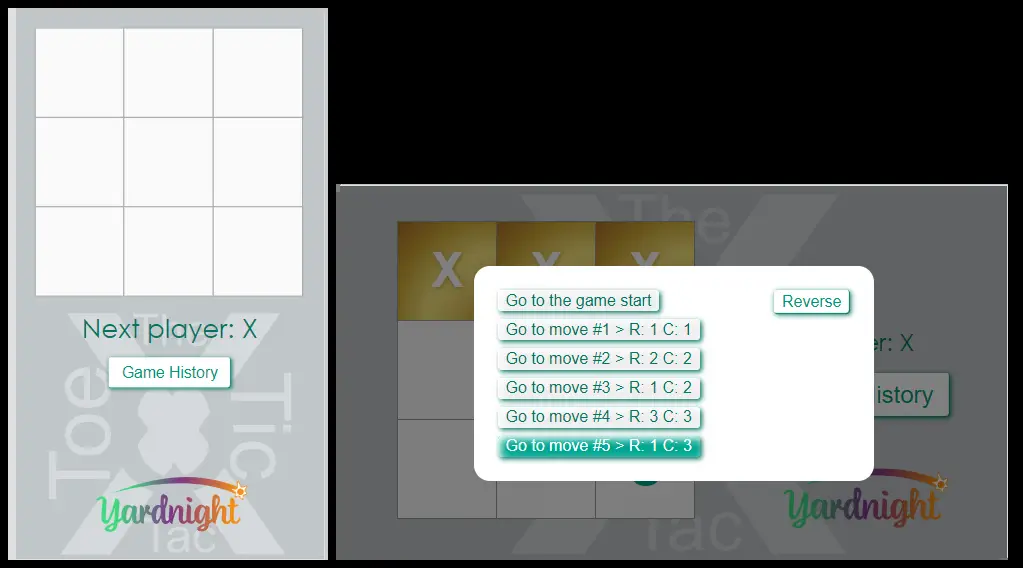 Next player: X
Game History
The
Toe
Tic
Tac
Yardnight
The
X
X
X
er: X
istory
Go to the game start
Reverse
Go to move #1 > R: 1 C: 1
Go to move #2 > R: 2 C: 2
Go to move #3 > R: 1 C: 2
Go to move #4 > R: 3 C: 3
Go to move #5 > R: 1 C: 3
Yardnight
Tac